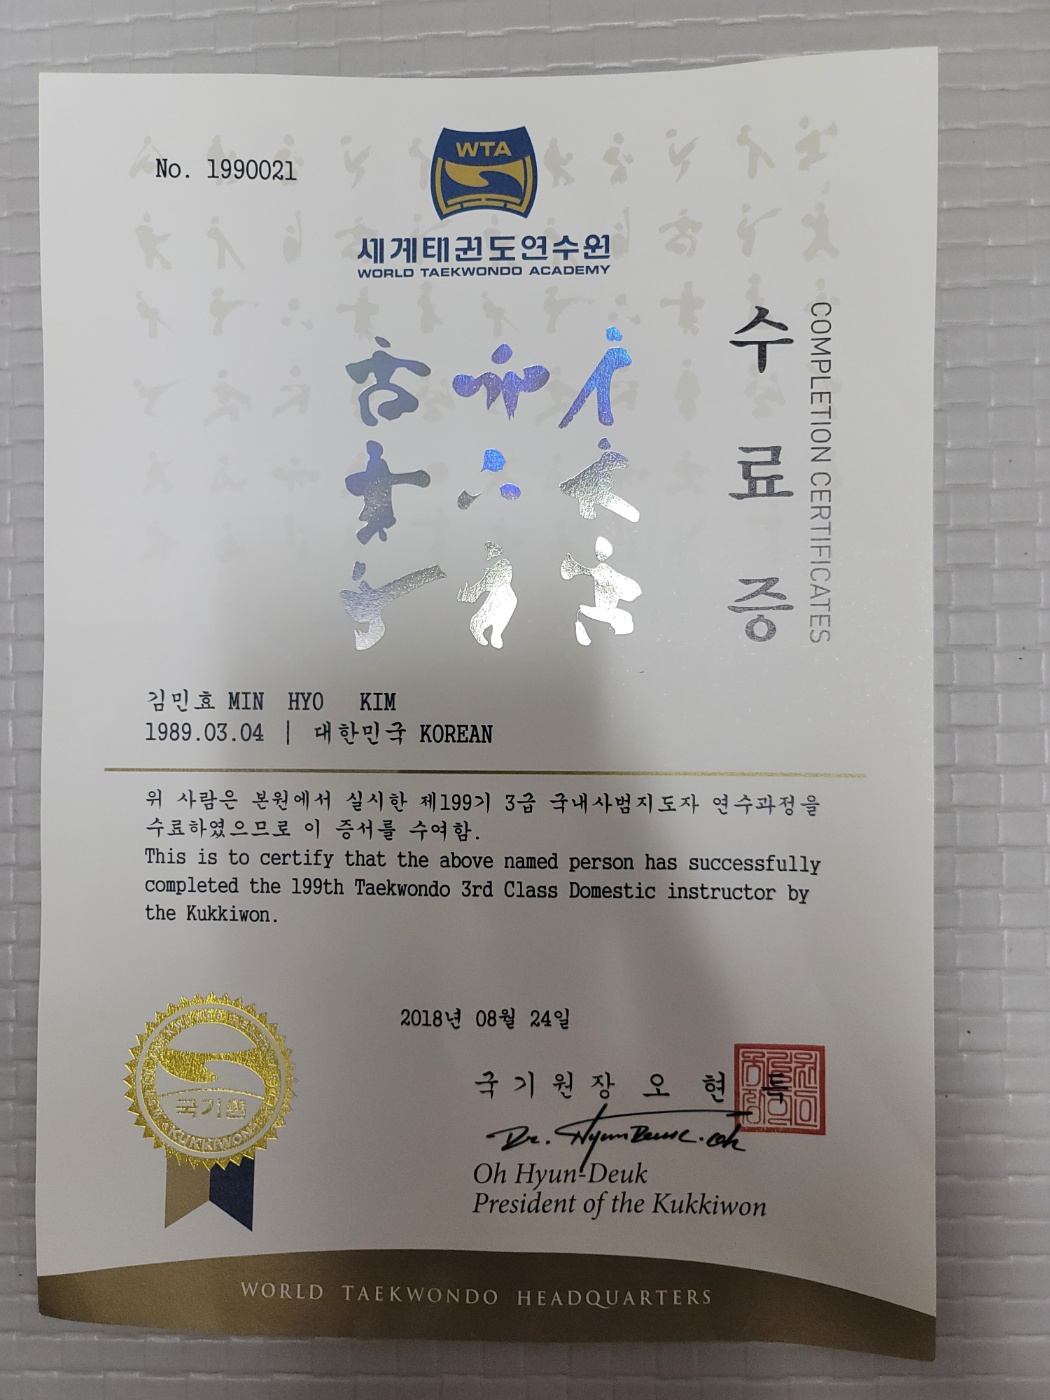 No. 1990021
WTA
세계태권도연수원
WORLD TAEKWONDO ACADEMY
수료증
COMPLETION CERTIFICATES
김민효 MIN HYO KIM
1989.03.04 | 대한민국 KOREAN
위 사람은 본원에서 실시한 제199기 3급 국내사범지도자 연수과정을
수료하였으므로 이 증서를 수여함.
This is to certify that the above named person has successfully
completed the 199th Taekwondo 3rd Class Domestic instructor by
the Kukkiwon.
2018년 08월 24일
국기원장 오 현 득
Oh Hyun-Deuk
President of the Kukkiwon
국기원
KUKKIWON
WORLD TAEKWONDO HEADQUARTERS